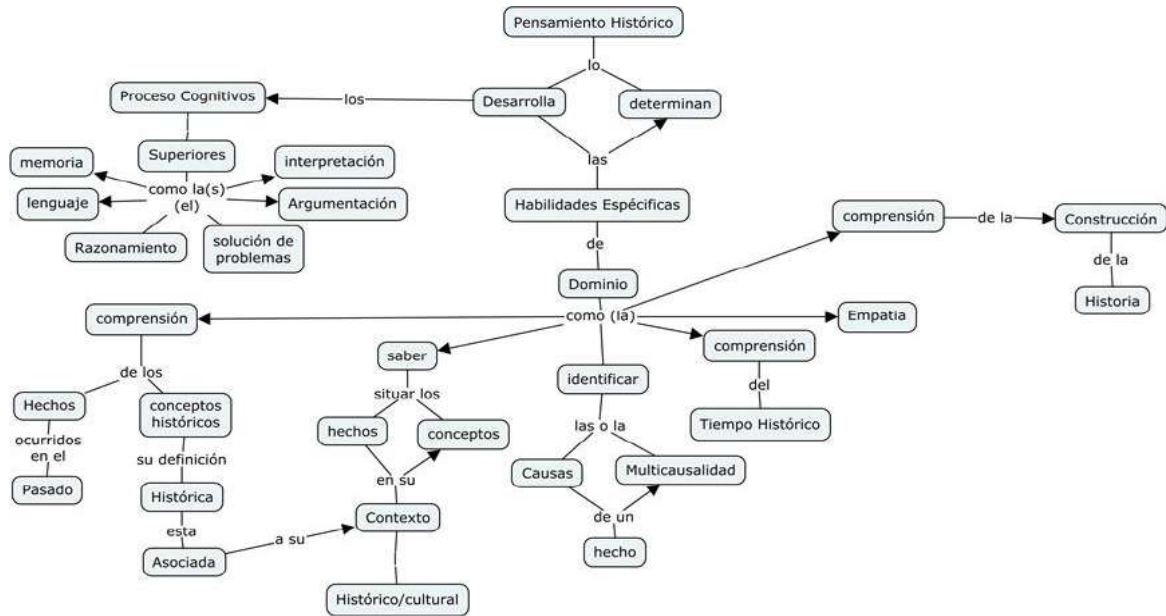 Pensamiento Histórico
lo
Proceso Cognitivos
los
Desarrolla
determinan
Superiores
las
memoria
interpretación
como la(s)
(el)
lenguaje
Argumentación
Habilidades Espécificas
comprensión
de la
Construcción
Razonamiento
solución de
problemas
de
de la
Dominio
Historia
comprensión
como (la)
Empatia
saber
comprensión
identificar
de los
situar los
del
Hechos
conceptos
históricos
hechos
conceptos
las o la
Tiempo Histórico
ocurridos
en el
su definición
Causas
Multicausalidad
Pasado
Histórica
en su
Contexto
de un
esta
a su
hecho
Asociada
Histórico/cultural